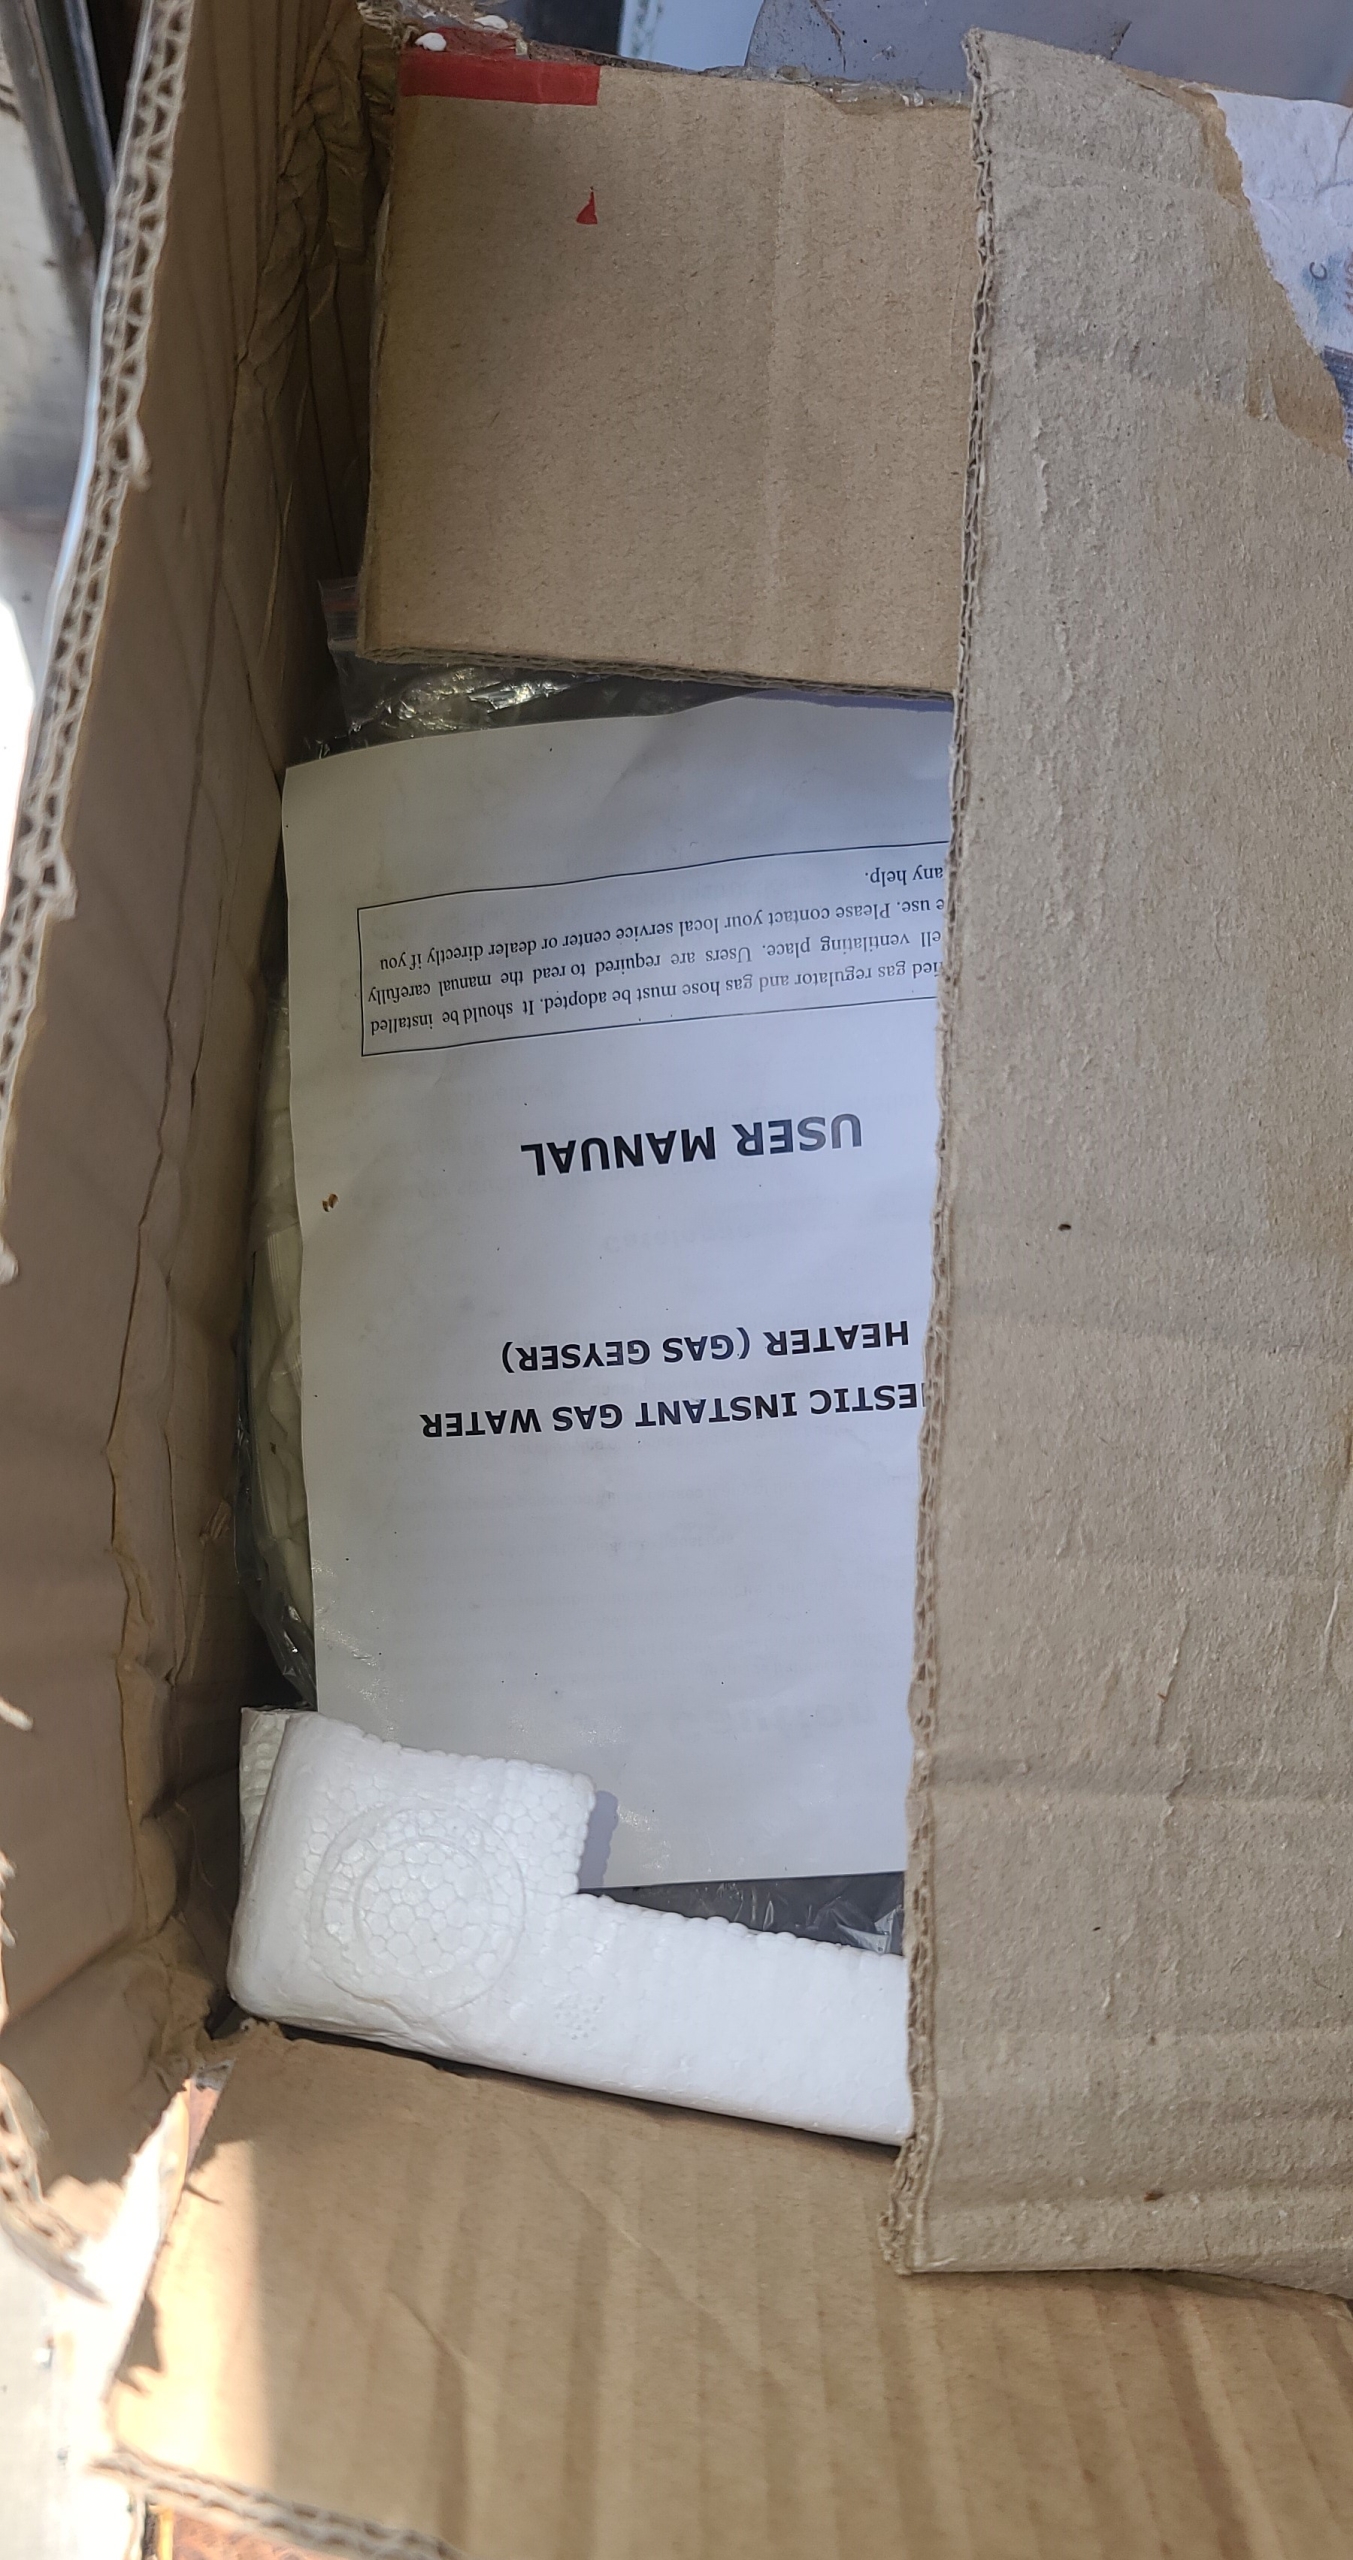 ESTIC INSTANT GAS WATER
HEATER (GAS GEYSER)
USER MANUAL
ied gas regulator and gas hose must be adopted. It should be installed
ell ventilating place. Users are required to read the manual carefully
e use. Please contact your local service center or dealer directly if you
any help.